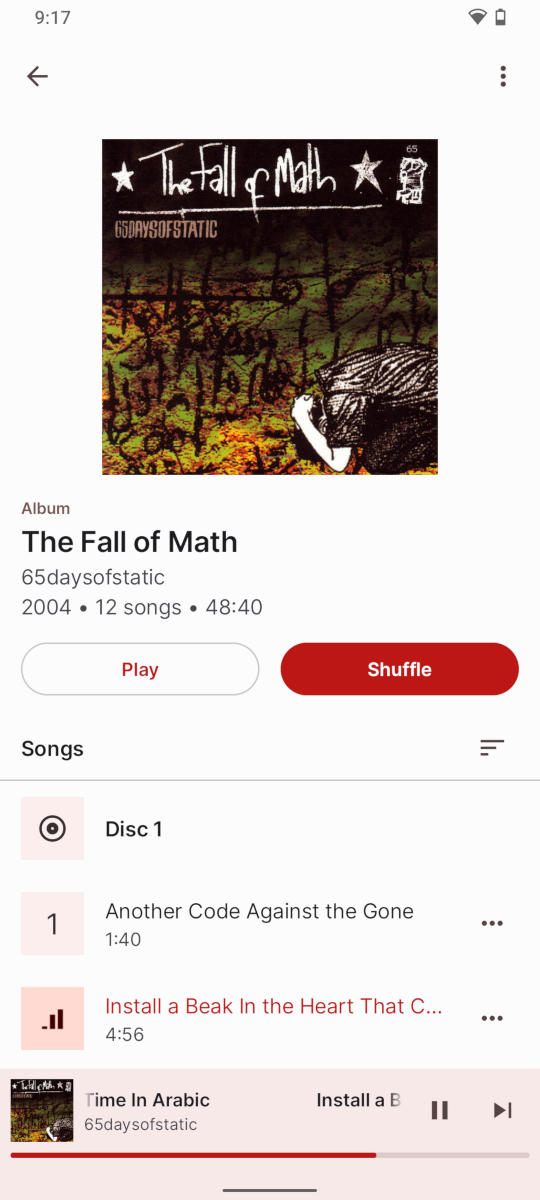 9:17
The Fall of Math
65
65DAYSOFSTATIC
Album
The Fall of Math
65daysofstatic
2004 • 12 songs • 48:40
Play
Shuffle
Songs
Disc 1
1
Another Code Against the Gone
1:40
Install a Beak In the Heart That C...
4:56
Time In Arabic Install a B
65daysofstatic